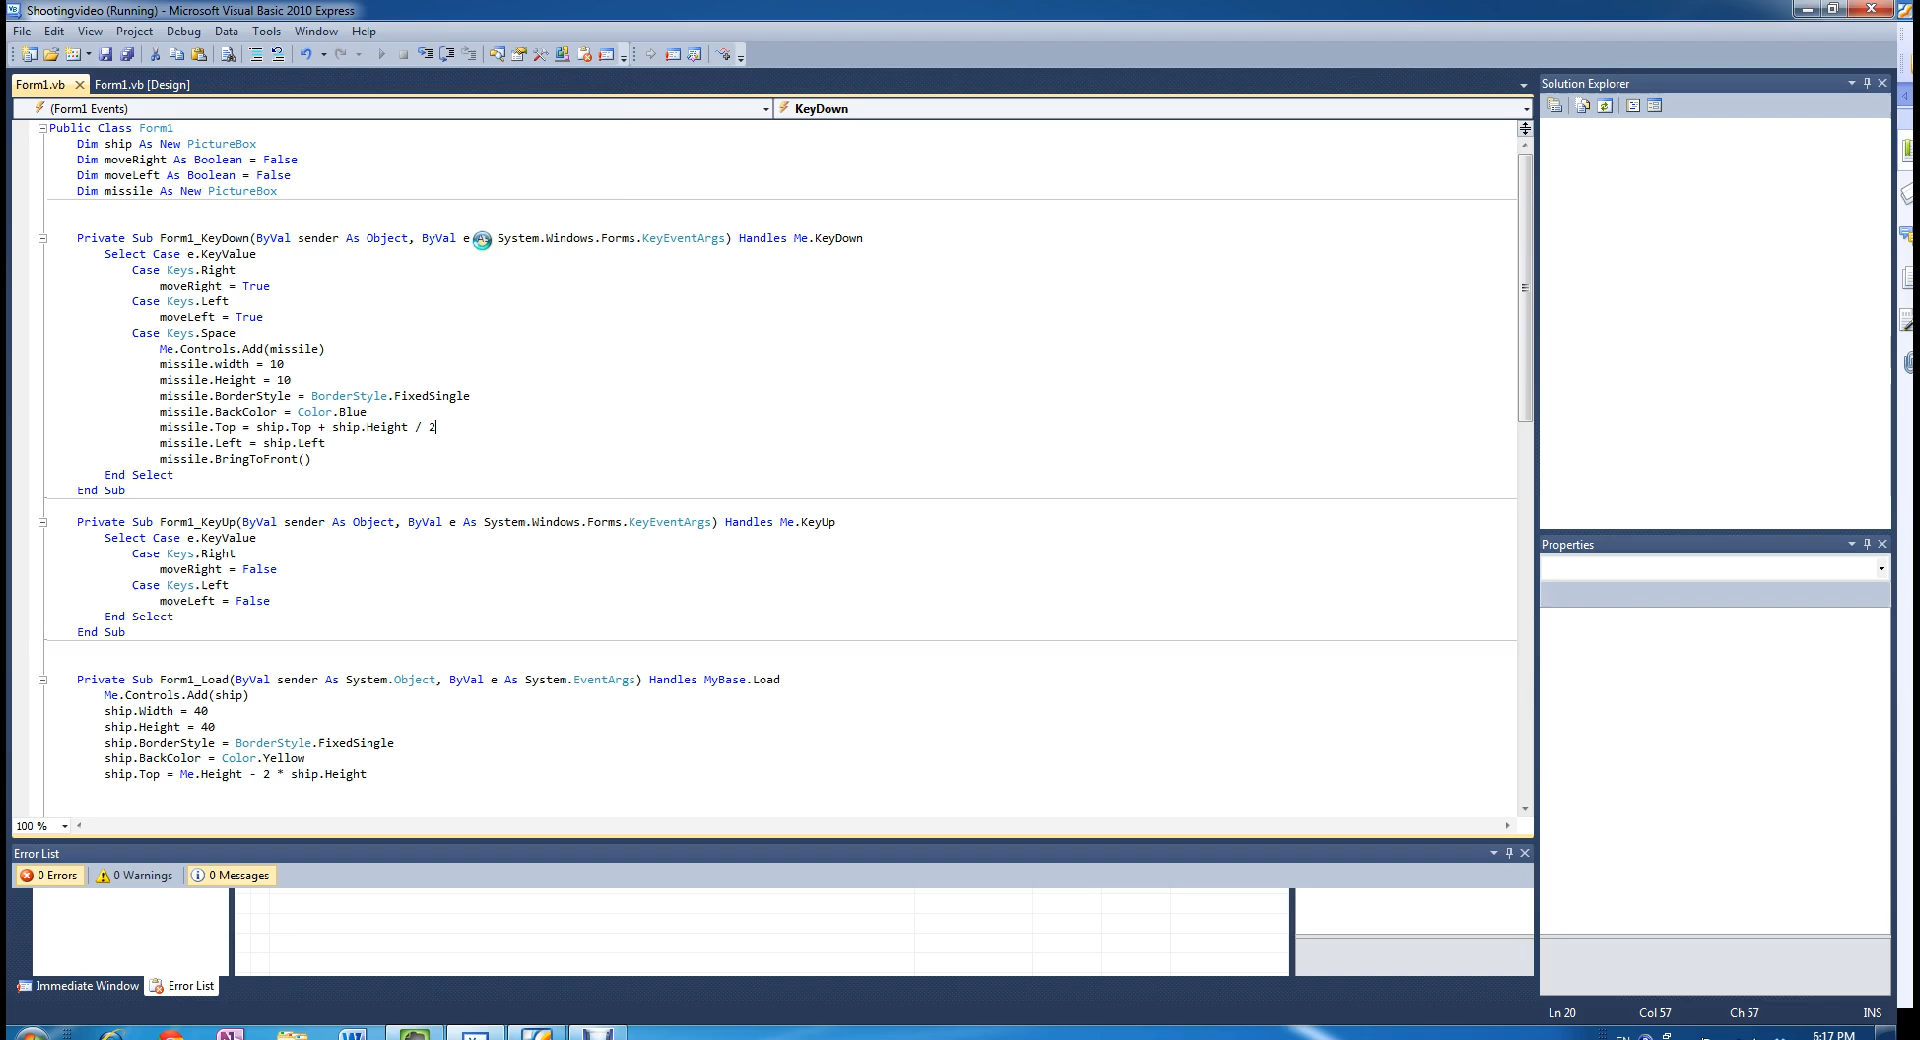 Shootingvideo (Running) - Microsoft Visual Basic 2010 Express
File Edit View Project Debug Data Tools Window Help
Form1.vb Form1.vb [Design]
(Form1 Events) KeyDown
Public Class Form1
Dim ship As New PictureBox
Dim moveRight As Boolean = False
Dim moveLeft As Boolean = False
Dim missile As New PictureBox
Private Sub Form1_KeyDown(ByVal sender As Object, ByVal e System.Windows.Forms.KeyEventArgs) Handles Me.KeyDown
Select Case e.KeyValue
Case Keys.Right
moveRight = True
Case Keys.Left
moveLeft = True
Case Keys.Space
Me.Controls.Add(missile)
missile.width = 10
missile.Height = 10
missile.BorderStyle = BorderStyle.FixedSingle
missile.BackColor = Color.Blue
missile.Top = ship.Top + ship.Height / 2
missile.Left = ship.Left
missile.BringToFront()
End Select
End Sub
Private Sub Form1_KeyUp(ByVal sender As Object, ByVal e As System.Windows.Forms.KeyEventArgs) Handles Me.KeyUp
Select Case e.KeyValue
Case Keys.Right
moveRight = False
Case Keys.Left
moveLeft = False
End Select
End Sub
Private Sub Form1_Load(ByVal sender As System.Object, ByVal e As System.EventArgs) Handles MyBase.Load
Me.Controls.Add(ship)
ship.Width = 40
ship.Height = 40
ship.BorderStyle = BorderStyle.FixedSingle
ship.BackColor = Color.Yellow
ship.Top = Me.Height - 2 * ship.Height
100 %
Error List
0 Errors 0 Warnings 0 Messages
Immediate Window Error List
Solution Explorer
Properties
Ln 20 Col 57 Ch 57 INS
5:17 PM